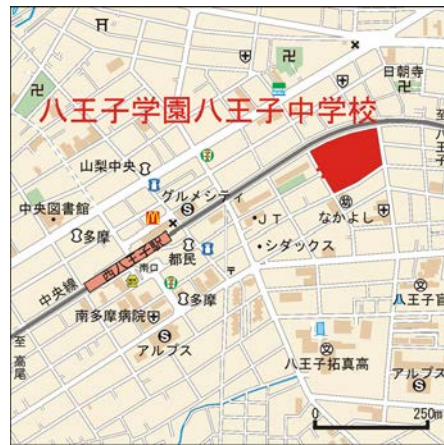 日朝寺
八王子学園八王子中学校
至八王子
山梨中央
グルメシティ
中央図書館
なかよし
JT
多摩
シダックス
西八王子駅
都民
中央線
南口
多摩
南多摩病院
アルプス
至高尾
八王子拓真高
アルプス
0 250m